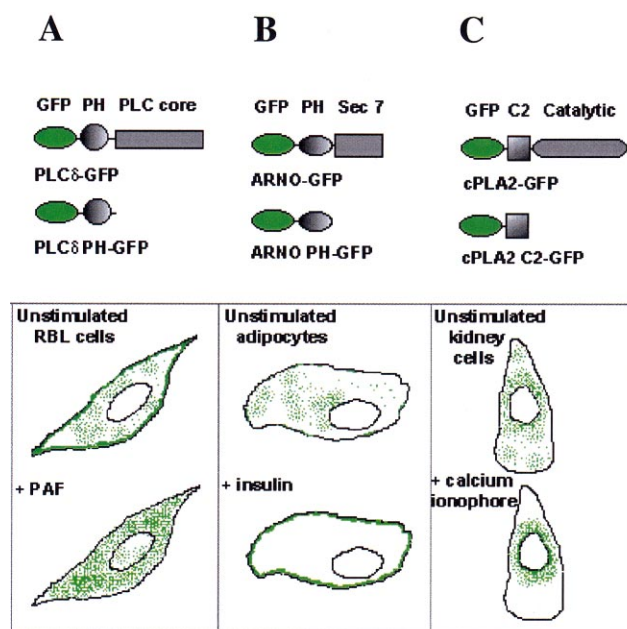 A
B
C
GFP PH PLC core
PLCδ-GFP
PLCδ PH-GFP
GFP PH Sec 7
ARNO-GFP
ARNO PH-GFP
GFP C2 Catalytic
cPLA2-GFP
cPLA2 C2-GFP
Unstimulated
RBL cells
+ PAF
Unstimulated
adipocytes
+ insulin
Unstimulated
kidney
cells
+ calcium
ionophore